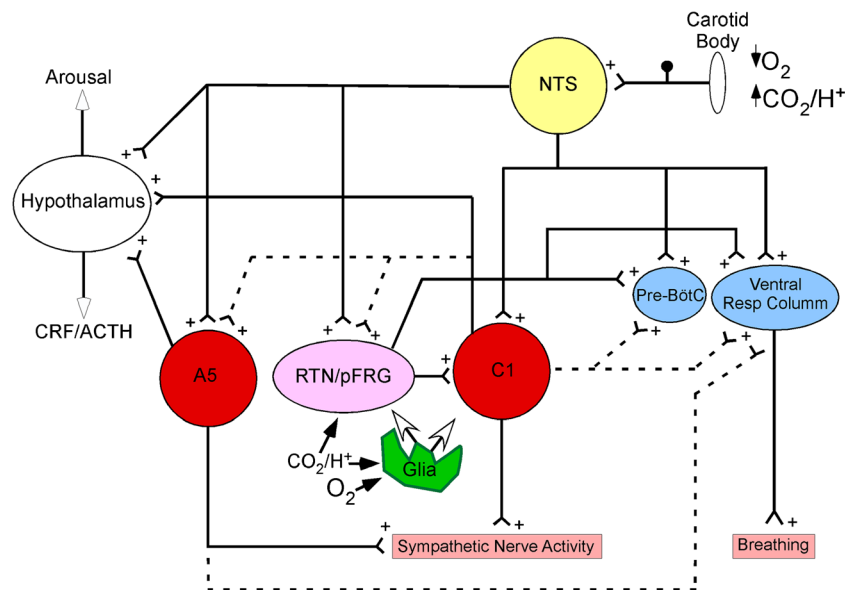 Carotid
Body
↓O2
↑CO2/H+
NTS
+
Arousal
+
+
Hypothalamus
+
+
+
+
+
+
+
Pre-BötC
Ventral
Resp Columm
CRF/ACTH
+
+
+
+
+
+
+
+
+
A5
RTN/pFRG
C1
CO2/H+
O2
Glia
+
+
+
Sympathetic Nerve Activity
Breathing